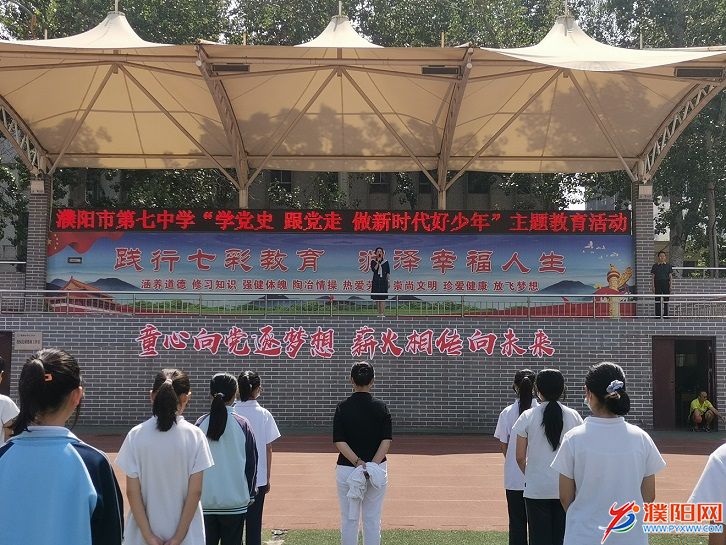 濮阳市第七中学“学党史 跟党走 做新时代好少年”主题教育活动
践行七彩教育 泽幸福人生
涵养道德 修习知识 强健体魄 陶冶情操 热爱 崇尚文明 珍爱健康 放飞梦想
童心向党逐梦想 薪火相传向未来
濮阳网
WWW.PYXWW.COM